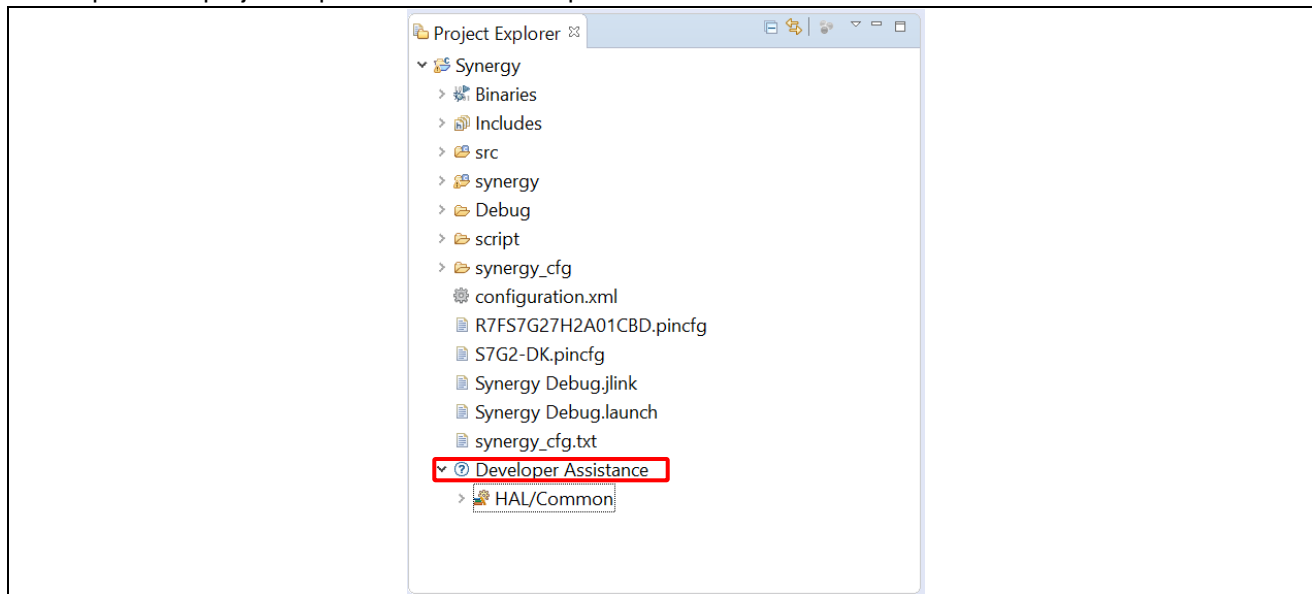 Project Explorer
Synergy
Binaries
Includes
src
synergy
Debug
script
synergy_cfg
configuration.xml
R7FS7G27H2A01CBD.pincfg
S7G2-DK.pincfg
Synergy Debug.jlink
Synergy Debug.launch
synergy_cfg.txt
Developer Assistance
HAL/Common